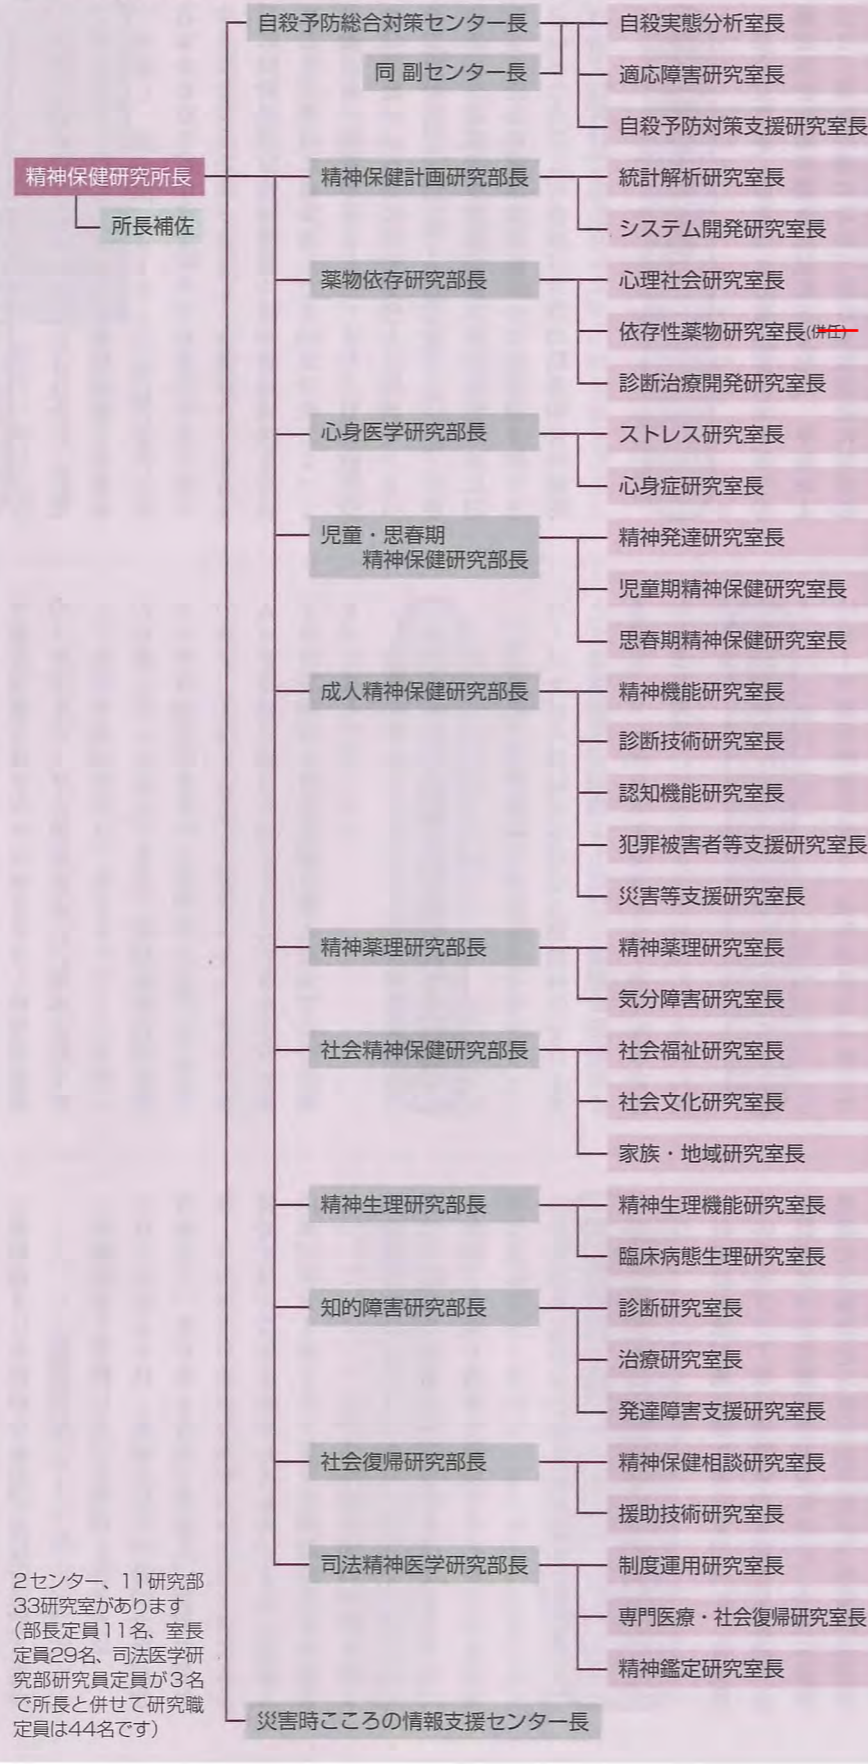 自殺予防総合対策センター長
同 副センター長
自殺実態分析室長
適応障害研究室長
自殺予防対策支援研究室長
精神保健研究所長
所長補佐
精神保健計画研究部長
統計解析研究室長
システム開発研究室長
薬物依存研究部長
心理社会研究室長
依存性薬物研究室長(併任)
診断治療開発研究室長
心身医学研究部長
ストレス研究室長
心身症研究室長
児童・思春期
精神保健研究部長
精神発達研究室長
児童期精神保健研究室長
思春期精神保健研究室長
成人精神保健研究部長
精神機能研究室長
診断技術研究室長
認知機能研究室長
犯罪被害者等支援研究室長
災害等支援研究室長
精神薬理研究部長
精神薬理研究室長
気分障害研究室長
社会精神保健研究部長
社会福祉研究室長
社会文化研究室長
家族・地域研究室長
精神生理研究部長
精神生理機能研究室長
臨床病態生理研究室長
知的障害研究部長
診断研究室長
治療研究室長
発達障害支援研究室長
社会復帰研究部長
精神保健相談研究室長
援助技術研究室長
司法精神医学研究部長
制度運用研究室長
専門医療・社会復帰研究室長
精神鑑定研究室長
災害時こころの情報支援センター長
2センター、11研究部
33研究室があります
(部長定員11名、室長
定員29名、司法医学研
究部研究員定員が3名
で所長と併せて研究職
定員は44名です)